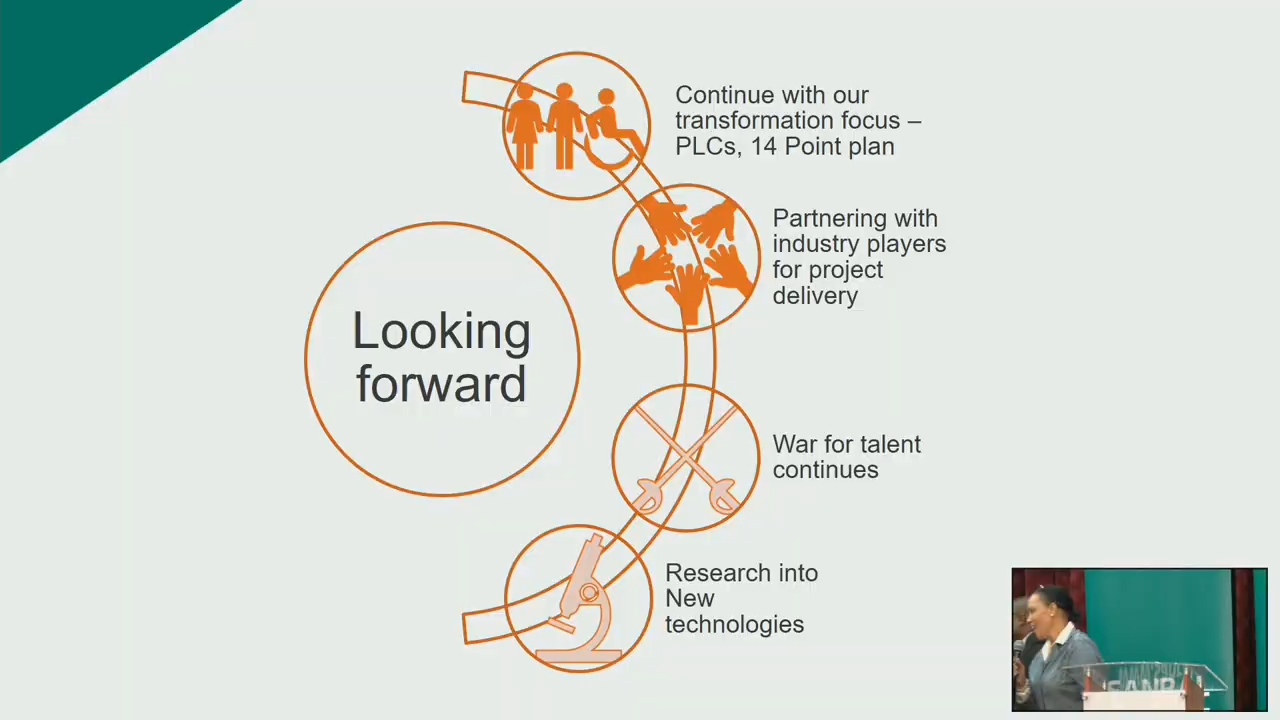 Continue with our
transformation focus –
PLCs, 14 Point plan
Partnering with
industry players
for project
delivery
Looking
forward
War for talent
continues
Research into
New
technologies